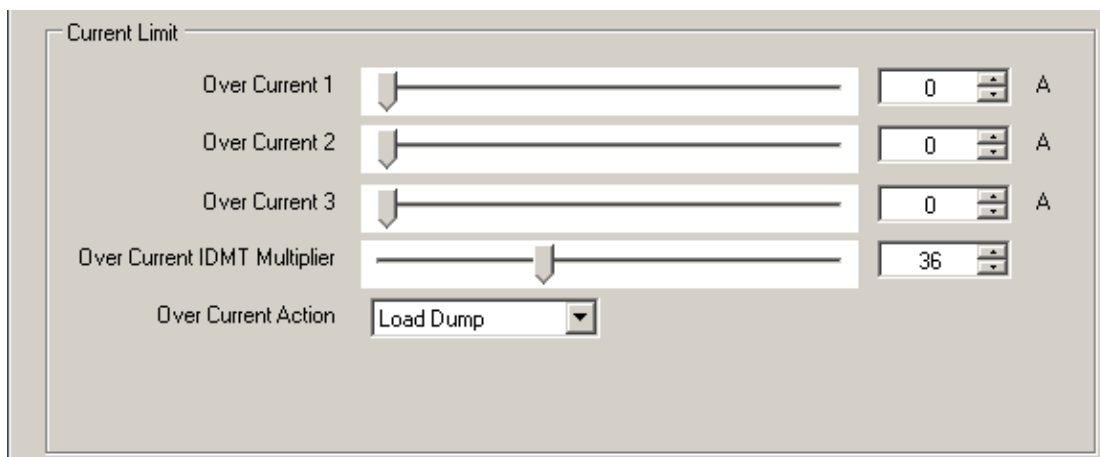 Current Limit
Over Current 1 0 A
Over Current 2 0 A
Over Current 3 0 A
Over Current IDMT Multiplier 36
Over Current Action Load Dump